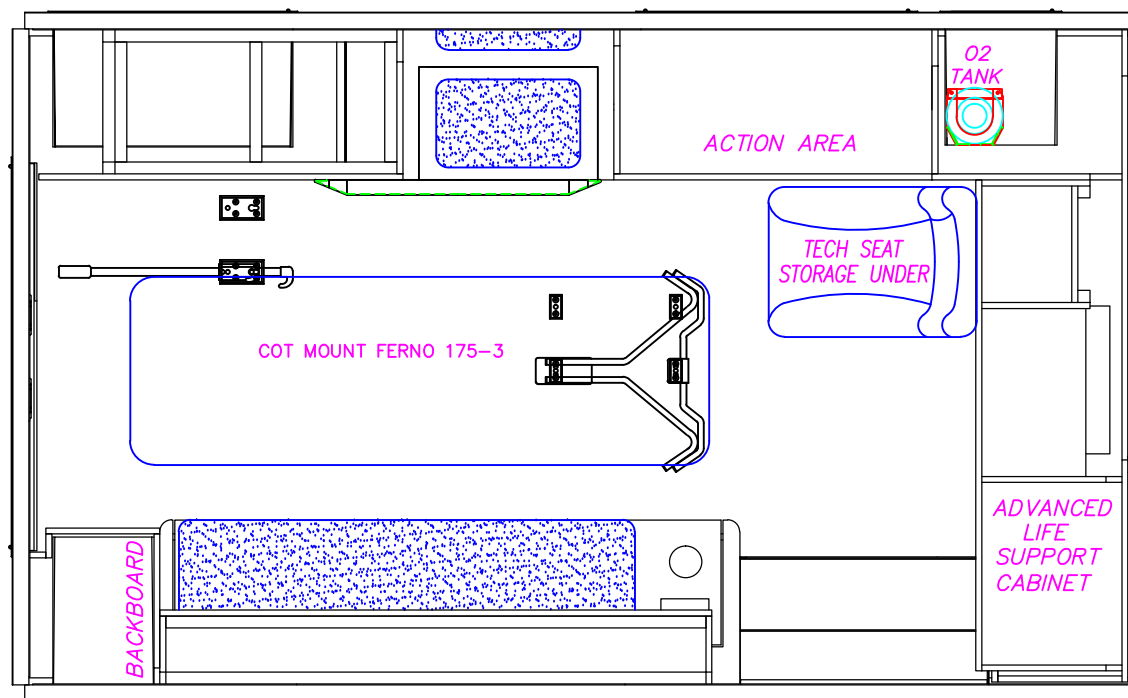 O2
TANK
ACTION AREA
TECH SEAT
STORAGE UNDER
COT MOUNT FERNO 175-3
ADVANCED
LIFE
SUPPORT
CABINET
BACKBOARD